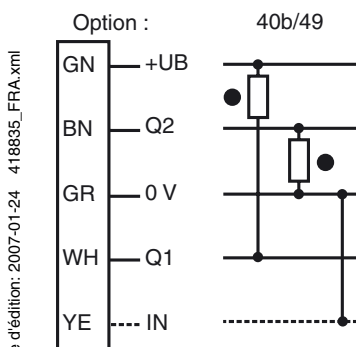 Option : 40b/49
GN +UB
BN Q2
GR 0 V
WH Q1
YE IN
d'édition: 2007-01-24 418835_FRA.xml